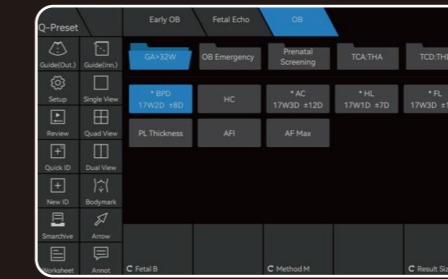 Q-Preset
Early OB
Fetal Echo
OB
Guide(Out.)
Guide(Inn.)
GA>32W
OB Emergency
Prenatal
Screening
TCA:THA
TCD:TH
Setup
Single View
* BPD
17W2D ±8D
HC
* AC
17W3D ±12D
* HL
17W1D ±7D
* FL
17W3D
Review
Quad View
PL Thickness
AFI
AF Max
Quick ID
Dual View
New ID
Bodymark
Smarchive
Arrow
Worksheet
Annot
C Fetal B
C Method M
C Result